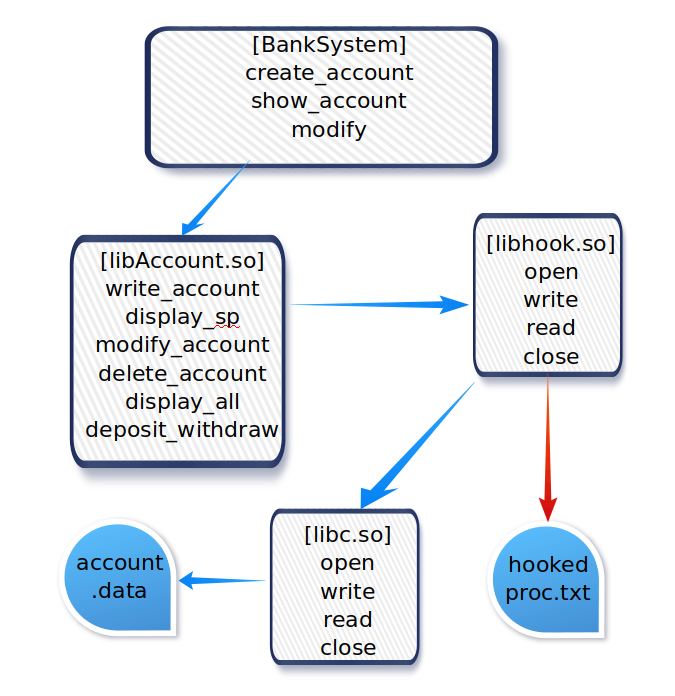 [BankSystem]
create_account
show_account
modify
[libAccount.so]
write_account
display_sp
modify_account
delete_account
display_all
deposit_withdraw
[libhook.so]
open
write
read
close
[libc.so]
open
write
read
close
account
.data
hooked
proc.txt